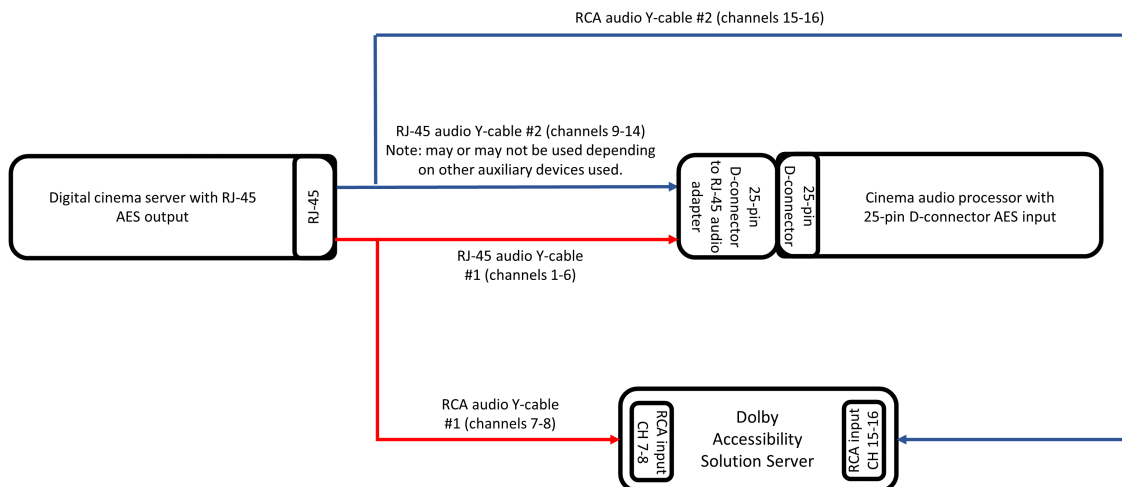 RCA audio Y-cable #2 (channels 15-16)
RJ-45 audio Y-cable #2 (channels 9-14)
Note: may or may not be used depending
on other auxiliary devices used.
Digital cinema server with RJ-45
AES output
RJ-45
25-pin
D-connector
to RJ-45 audio
adapter
25-pin
D-connector
Cinema audio processor with
25-pin D-connector AES input
RJ-45 audio Y-cable
#1 (channels 1-6)
RCA audio Y-cable
#1 (channels 7-8)
RCA input
CH 7-8
Dolby
Accessibility
Solution Server
RCA input
CH 15-16